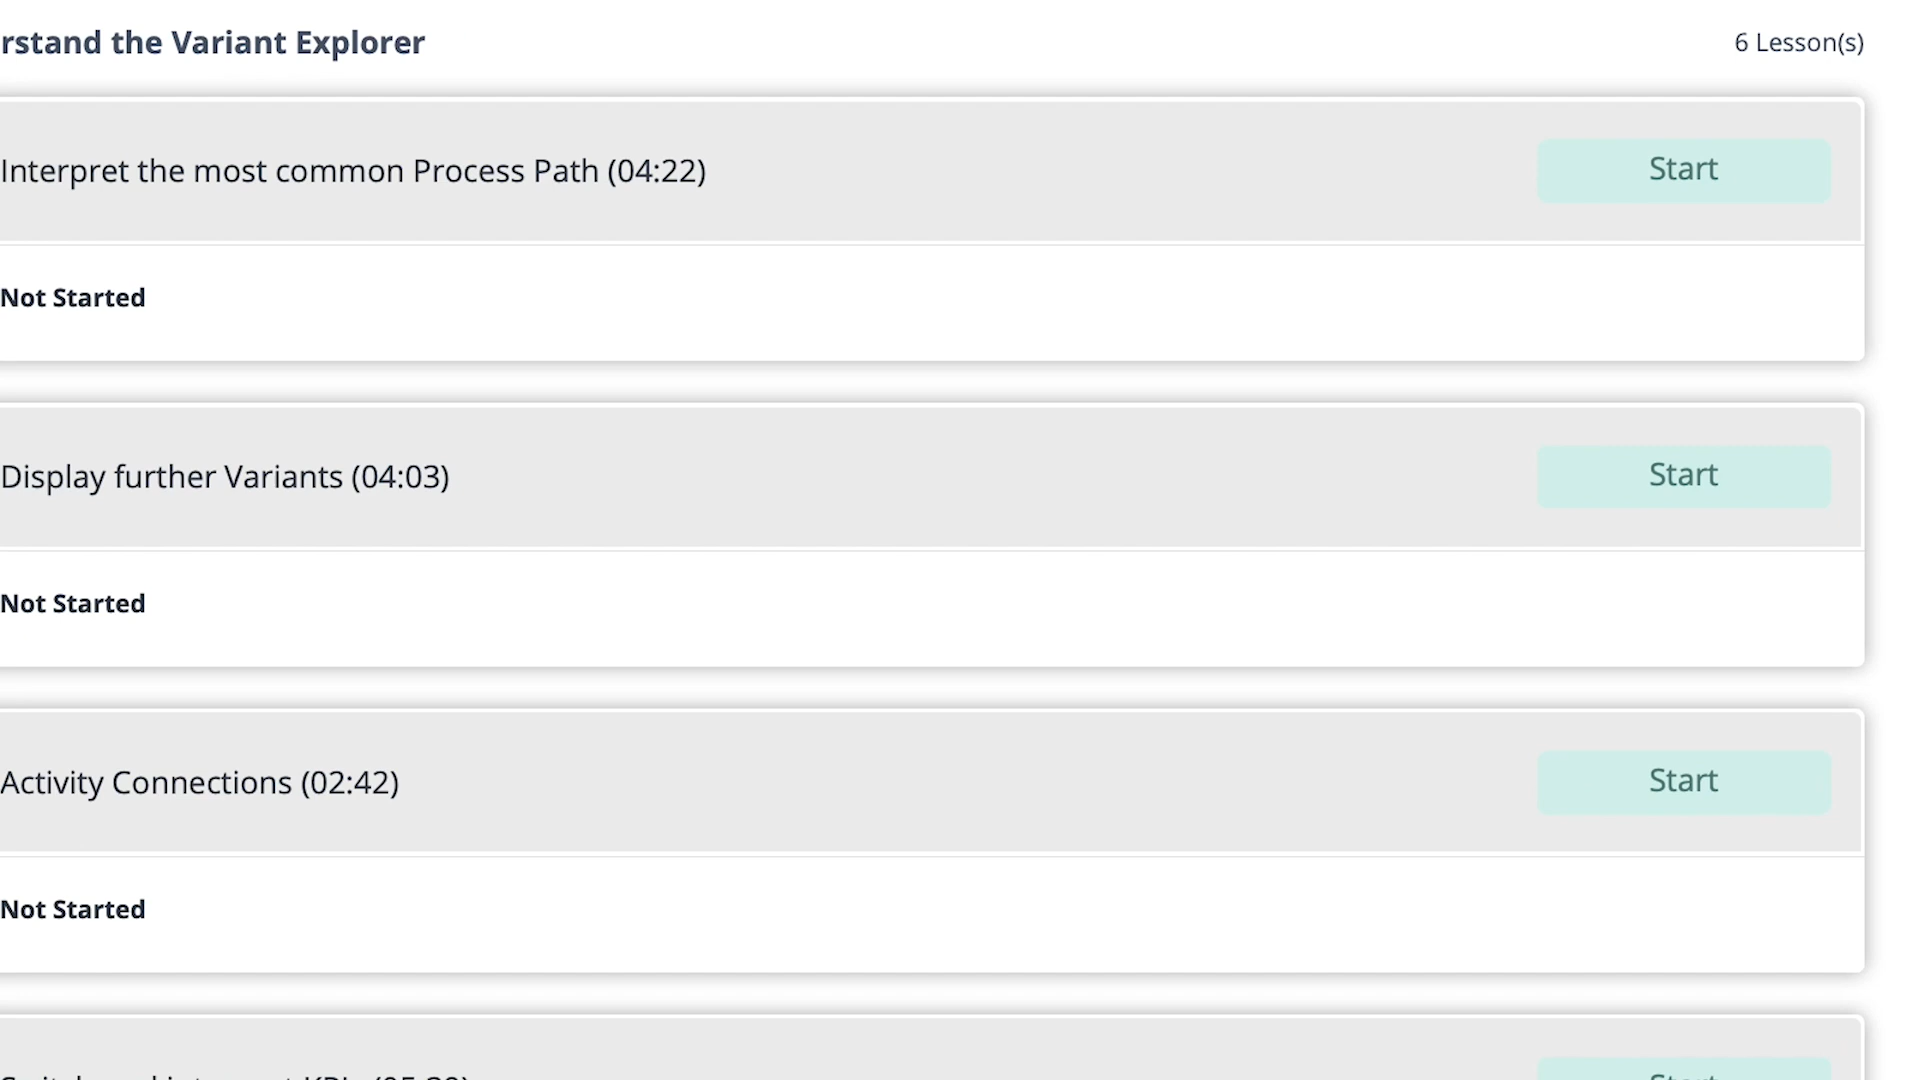 rstand the Variant Explorer
6 Lesson(s)
Interpret the most common Process Path (04:22)
Start
Not Started
Display further Variants (04:03)
Start
Not Started
Activity Connections (02:42)
Start
Not Started
Start